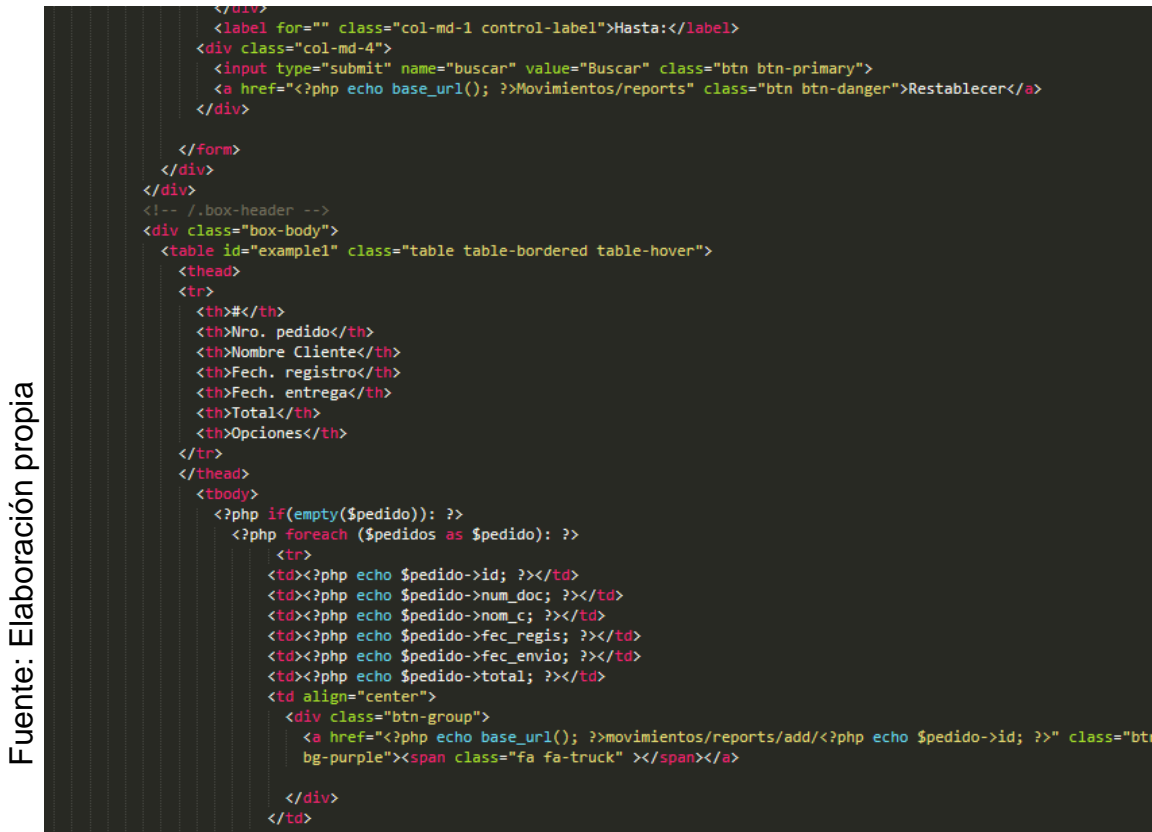 </div>
<label for="" class="col-md-1 control-label">Hasta:</label>
<div class="col-md-4">
<input type="submit" name="buscar" value="Buscar" class="btn btn-primary">
<a href="<?php echo base_url(); ?>Movimientos/reports" class="btn btn-danger">Restablecer</a>
</div>
</form>
</div>
</div>
<!-- /.box-header -->
<div class="box-body">
<table id="example1" class="table table-bordered table-hover">
<thead>
<tr>
<th>#</th>
<th>Nro. pedido</th>
<th>Nombre Cliente</th>
<th>Fech. registro</th>
<th>Fech. entrega</th>
<th>Total</th>
<th>Opciones</th>
</tr>
</thead>
<tbody>
<?php if(empty($pedido)): ?>
<?php foreach ($pedidos as $pedido): ?>
<tr>
<td><?php echo $pedido->id; ?></td>
<td><?php echo $pedido->num_doc; ?></td>
<td><?php echo $pedido->nom_c; ?></td>
<td><?php echo $pedido->fec_regis; ?></td>
<td><?php echo $pedido->fec_envio; ?></td>
<td><?php echo $pedido->total; ?></td>
<td align="center">
<div class="btn-group">
<a href="<?php echo base_url(); ?>movimientos/reports/add/<?php echo $pedido->id; ?>" class="btn
bg-purple"><span class="fa fa-truck" ></span></a>
</div>
</td>
Fuente: Elaboración propia